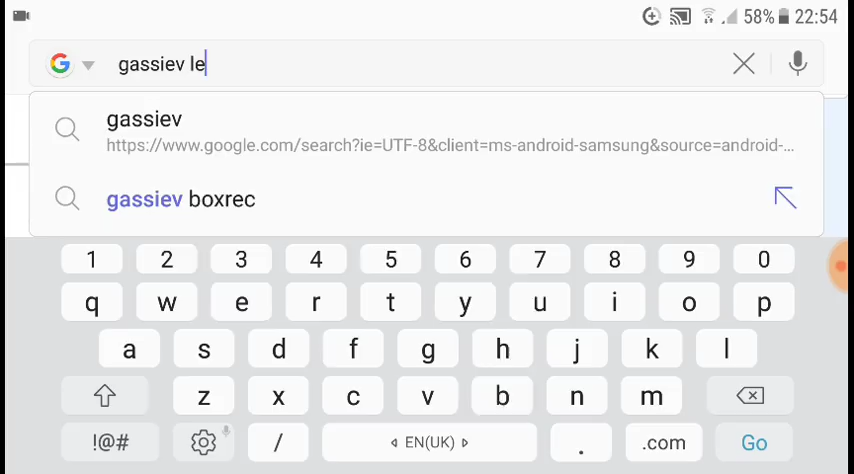 58% 22:54
gassiev le
gassiev
https://www.google.com/search?ie=UTF-8&client=ms-android-samsung&source=android-...
gassiev boxrec
1 2 3 4 5 6 7 8 9 0
q w e r t y u i o p
a s d f g h j k l
z x c v b n m
!@# / EN(UK) . .com Go